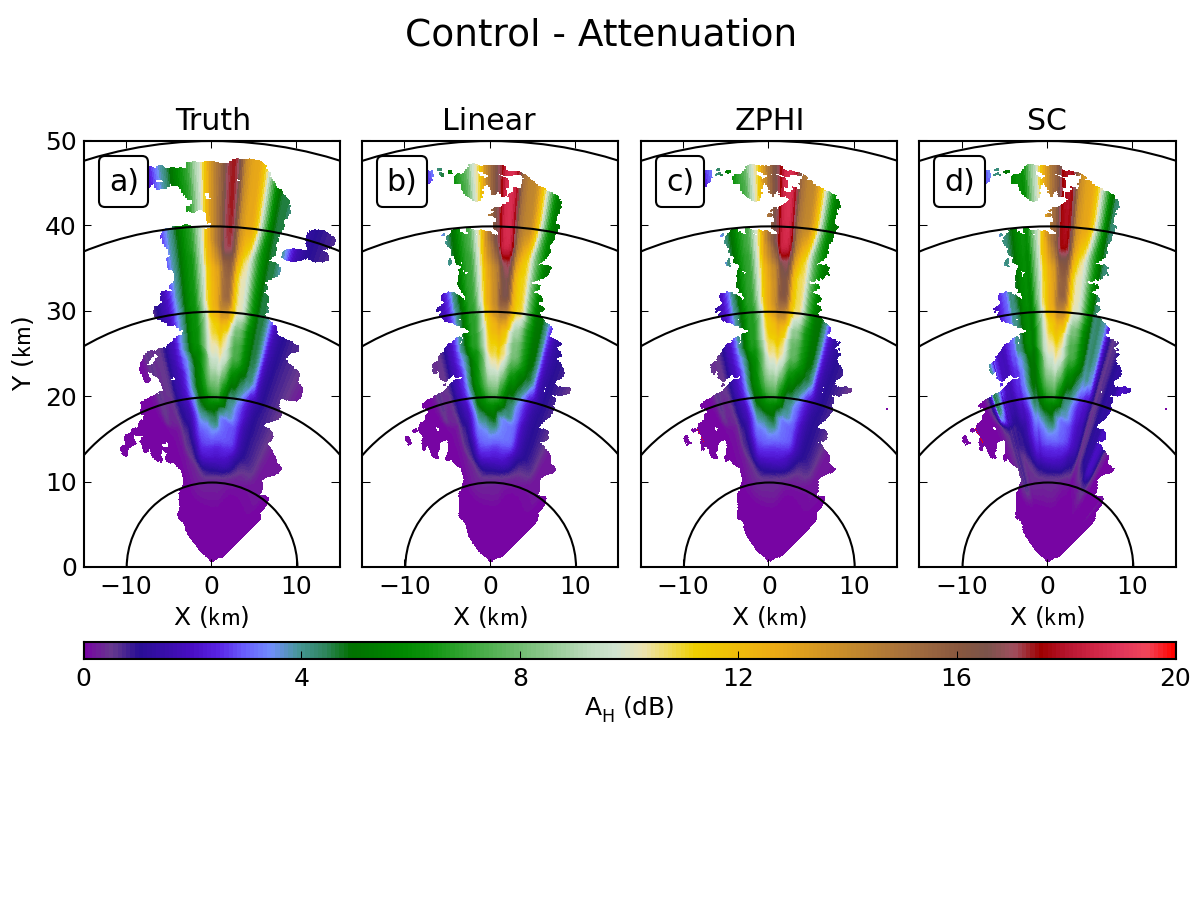 Control - Attenuation
Truth Linear ZPHI SC
a) b) c) d)
50
40
30
20
10
0
Y (km)
−10 0 10 −10 0 10 −10 0 10 −10 0 10
X (km) X (km) X (km) X (km)
0 4 8 12 16 20
A_H (dB)